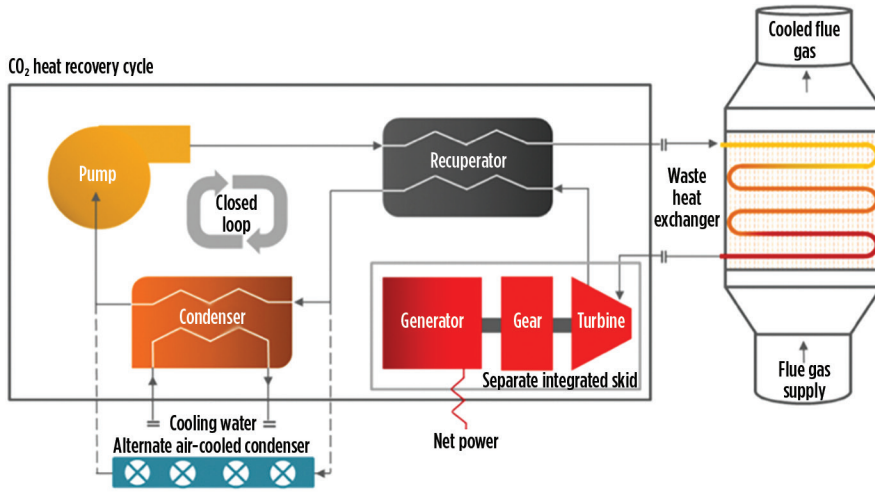 Cooled flue
gas
CO₂ heat recovery cycle
Pump
Recuperator
Closed
loop
Waste
heat
exchanger
Condenser
Generator
Gear
Turbine
Separate integrated skid
Flue gas
supply
Cooling water
Alternate air-cooled condenser
Net power